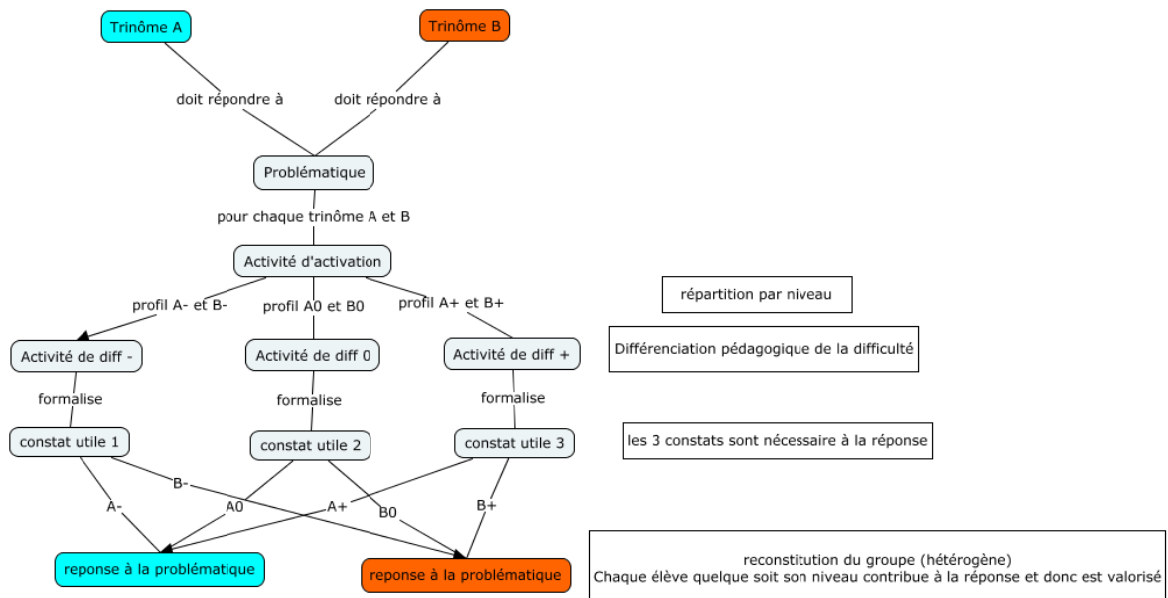 Trinôme A
Trinôme B
doit répondre à
doit répondre à
Problématique
pour chaque trinôme A et B
Activité d'activation
profil A- et B-
profil A0 et B0
profil A+ et B+
répartition par niveau
Activité de diff -
Activité de diff 0
Activité de diff +
Différenciation pédagogique de la difficulté
formalise
formalise
formalise
constat utile 1
constat utile 2
constat utile 3
les 3 constats sont nécessaire à la réponse
B-
A-
A0
A+
B0
B+
reponse à la problématique
reponse à la problématique
reconstitution du groupe (hétérogène)
Chaque élève quelque soit son niveau contribue à la réponse et donc est valorisé